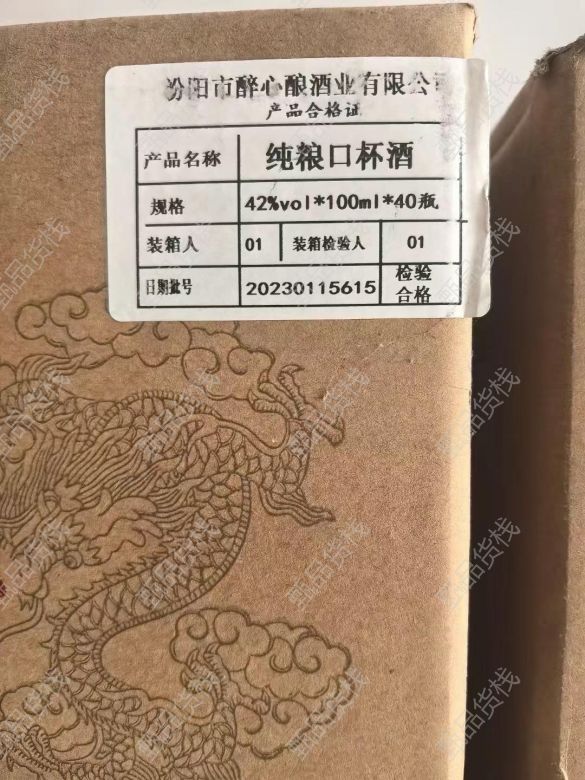 汾阳市醉心酿酒业有限公司
产品合格证
产品名称 纯粮口杯酒
规格 42%vol*100ml*40瓶
装箱人 01 装箱检验人 01
日期批号 20230115615 检验合格
甄品货栈